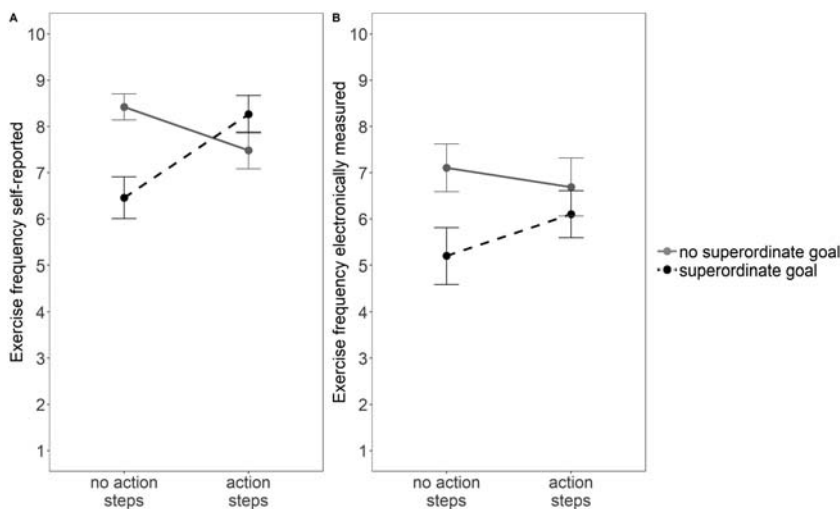 A
Exercise frequency self-reported
10
9
8
7
6
5
4
3
2
1
no action
steps
action
steps
B
Exercise frequency electronically measured
10
9
8
7
6
5
4
3
2
1
no action
steps
action
steps
no superordinate goal
superordinate goal